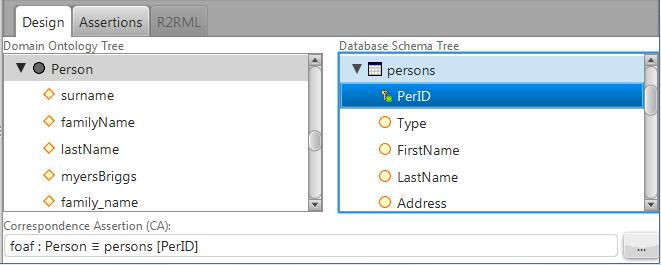 Design Assertions R2RML
Domain Ontology Tree
Person
surname
familyName
lastName
myersBriggs
family_name
Database Schema Tree
persons
PerID
Type
FirstName
LastName
Address
Correspondence Assertion (CA):
foaf : Person ≡ persons [PerID]
...